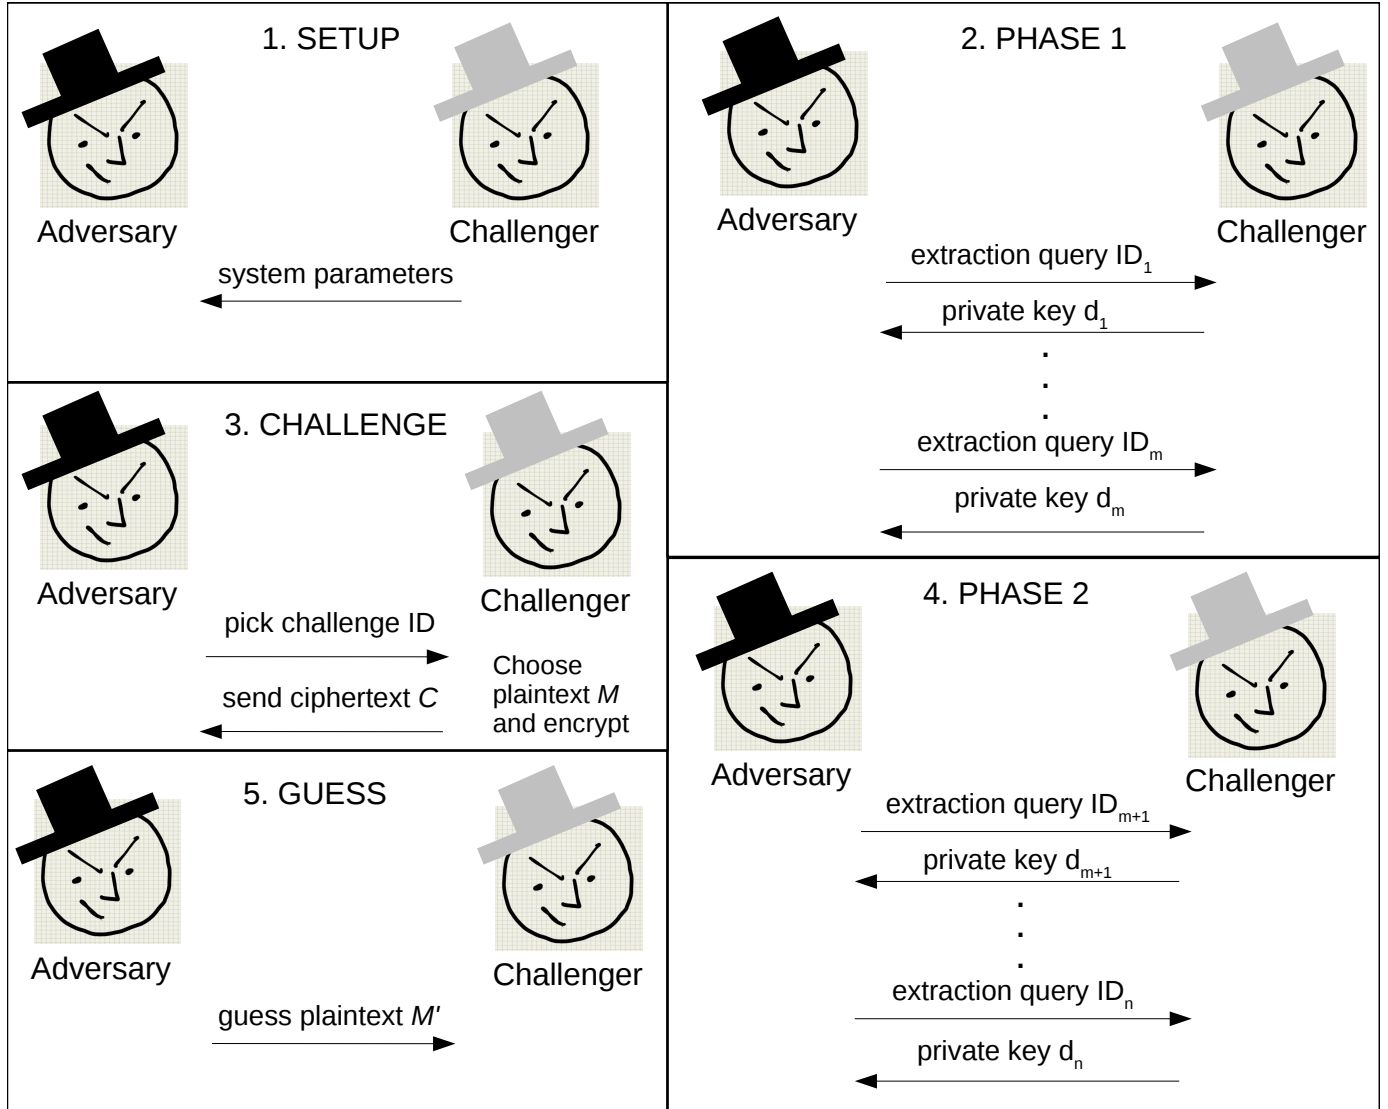 1. SETUP
Adversary
Challenger
system parameters
2. PHASE 1
Adversary
Challenger
extraction query ID₁
private key d₁
.
.
.
extraction query IDₘ
private key dₘ
3. CHALLENGE
Adversary
Challenger
pick challenge ID
send ciphertext C
Choose
plaintext M
and encrypt
4. PHASE 2
Adversary
Challenger
extraction query IDₘ₊₁
private key dₘ₊₁
.
.
.
extraction query IDₙ
private key dₙ
5. GUESS
Adversary
Challenger
guess plaintext M'